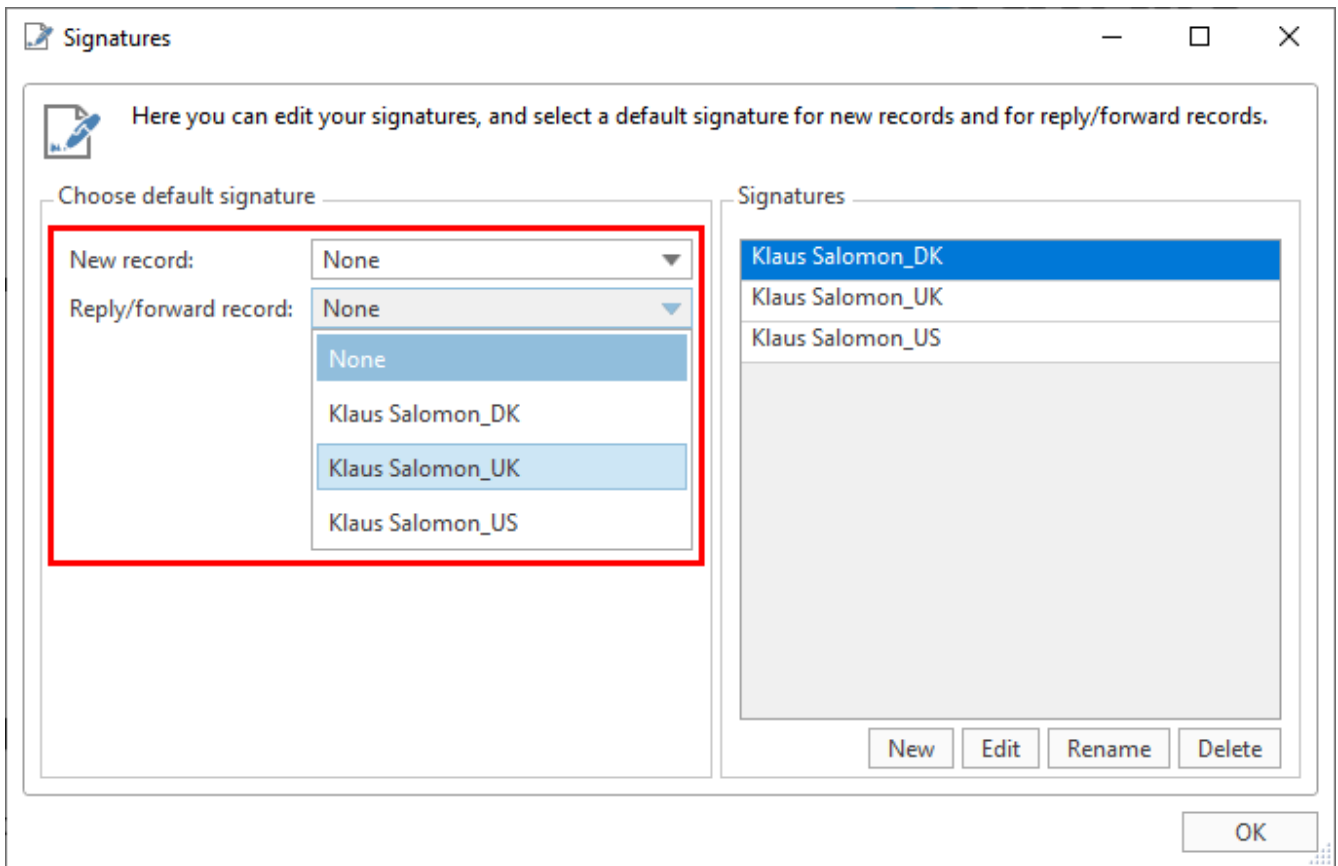 Signatures
Here you can edit your signatures, and select a default signature for new records and for reply/forward records.
Choose default signature
New record: None
Reply/forward record: None
None
Klaus Salomon_DK
Klaus Salomon_UK
Klaus Salomon_US
Signatures
Klaus Salomon_DK
Klaus Salomon_UK
Klaus Salomon_US
New Edit Rename Delete
OK